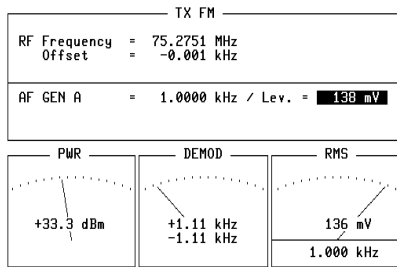 TX FM
RF Frequency = 75.2751 MHz
Offset = -0.001 kHz
AF GEN A = 1.0000 kHz / Lev. = 138 mV
PWR
+33.3 dBm
DEMOD
+1.11 kHz
-1.11 kHz
RMS
136 mV
1.000 kHz